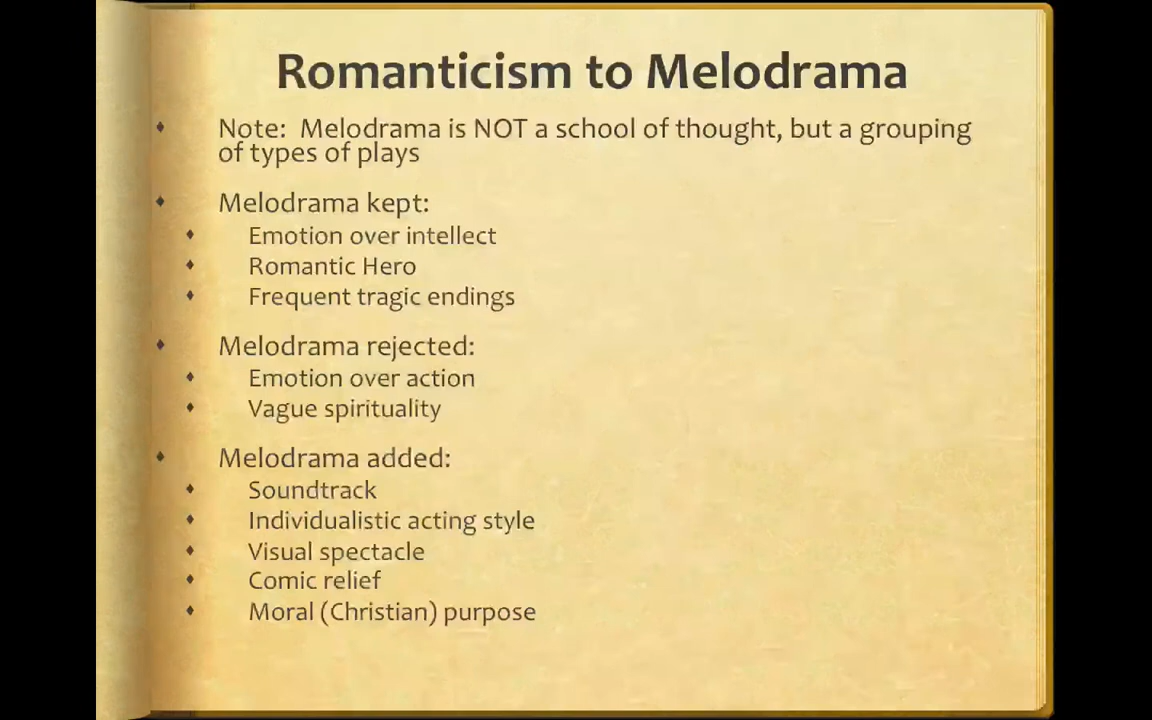 Romanticism to Melodrama
Note: Melodrama is NOT a school of thought, but a grouping
of types of plays
Melodrama kept:
Emotion over intellect
Romantic Hero
Frequent tragic endings
Melodrama rejected:
Emotion over action
Vague spirituality
Melodrama added:
Soundtrack
Individualistic acting style
Visual spectacle
Comic relief
Moral (Christian) purpose